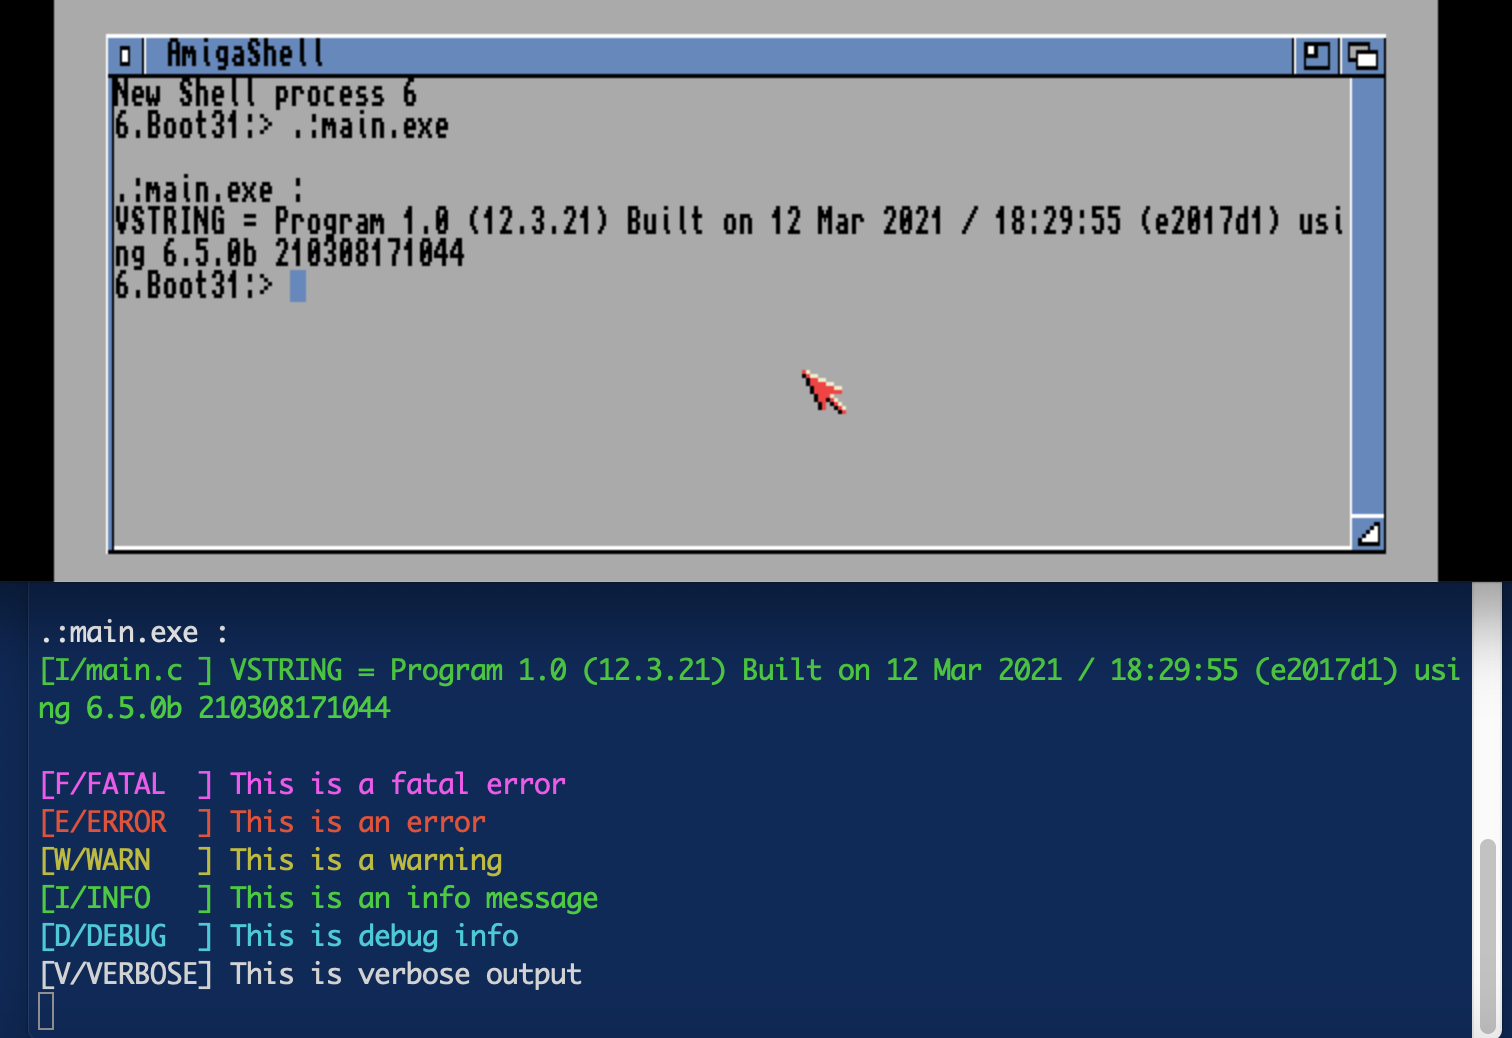 AmigaShell
New Shell process 6
6.Boot31:> .:main.exe
.:main.exe :
VSTRING = Program 1.0 (12.3.21) Built on 12 Mar 2021 / 18:29:55 (e2017d1) usi
ng 6.5.0b 210308171044
6.Boot31:>
.:main.exe :
[I/main.c ] VSTRING = Program 1.0 (12.3.21) Built on 12 Mar 2021 / 18:29:55 (e2017d1) usi
ng 6.5.0b 210308171044
[F/FATAL  ] This is a fatal error
[E/ERROR  ] This is an error
[W/WARN   ] This is a warning
[I/INFO   ] This is an info message
[D/DEBUG  ] This is debug info
[V/VERBOSE] This is verbose output